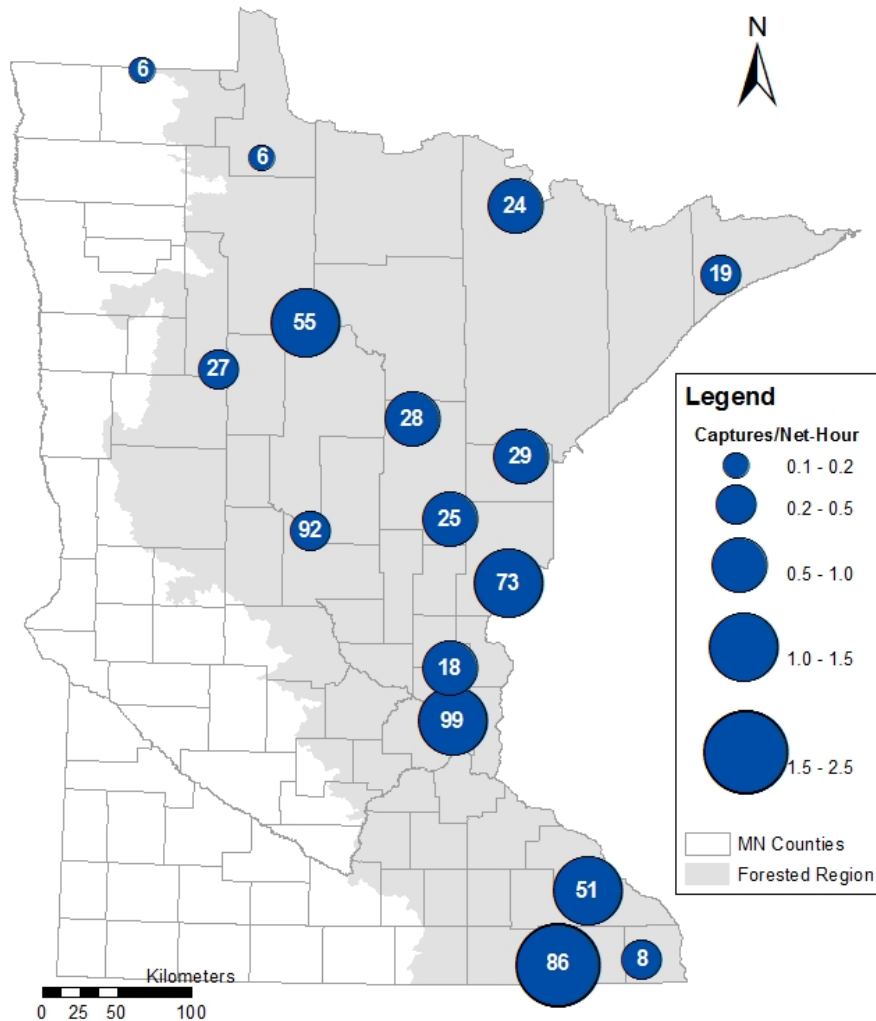 N
6
6
24
19
55
27
28
29
25
92
73
18
99
51
86
8
Legend
Captures/Net-Hour
0.1 - 0.2
0.2 - 0.5
0.5 - 1.0
1.0 - 1.5
1.5 - 2.5
MN Counties
Forested Region
Kilometers
0 25 50 100